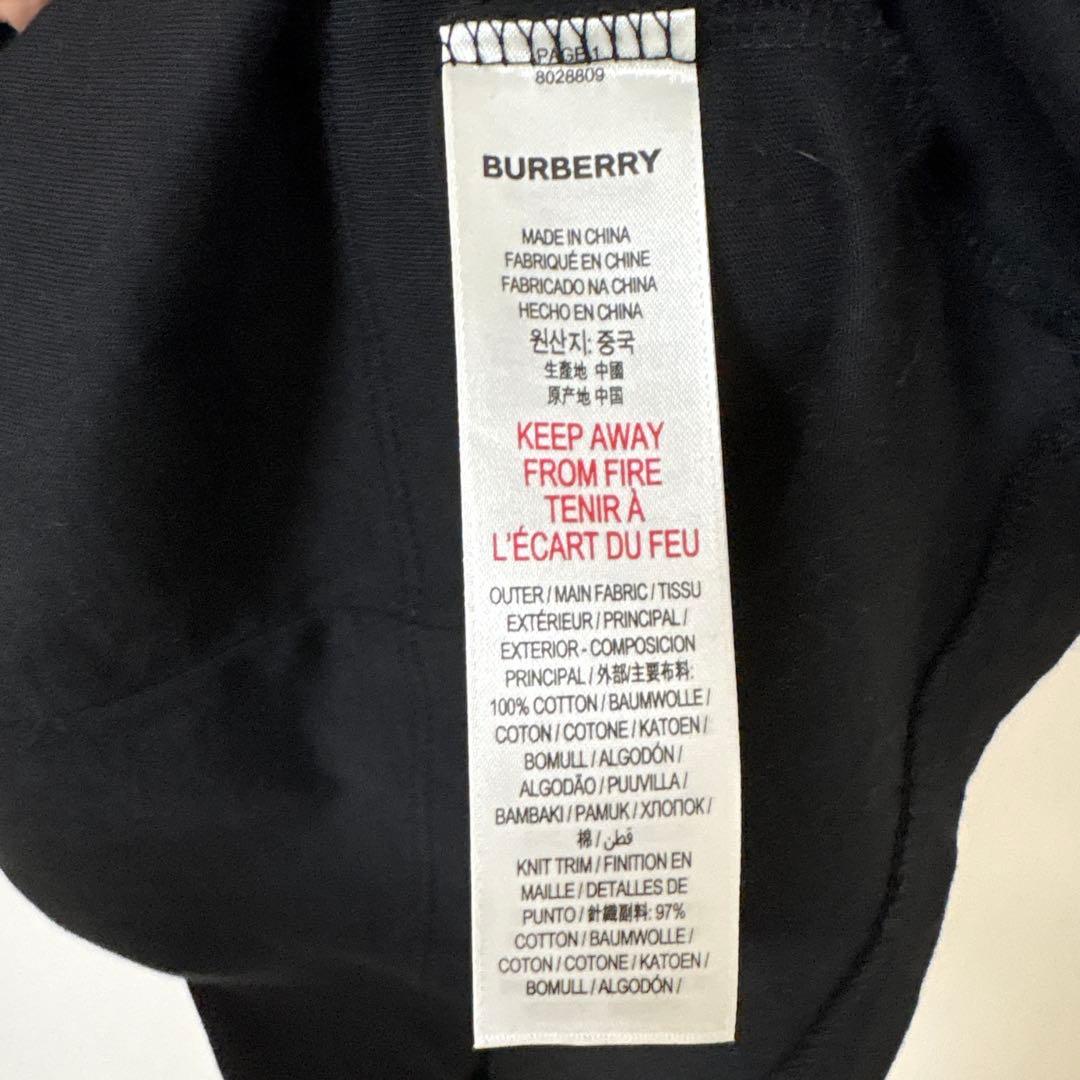 PAGE 1
8028809
BURBERRY
MADE IN CHINA
FABRIQUÉ EN CHINE
FABRICADO NA CHINA
HECHO EN CHINA
원산지: 중국
生產地 中國
原产地 中国
KEEP AWAY
FROM FIRE
TENIR À
L'ÉCART DU FEU
OUTER / MAIN FABRIC / TISSU
EXTÉRIEUR / PRINCIPAL /
EXTERIOR - COMPOSICION
PRINCIPAL / 外部/主要布料:
100% COTTON / BAUMWOLLE /
COTON / COTONE / KATOEN /
BOMULL / ALGODÓN /
ALGODÃO / PUUVILLA /
BAMBAKI / PAMUK / ХЛОПОК /
棉 / قطن
KNIT TRIM / FINITION EN
MAILLE / DETALLES DE
PUNTO / 針織副料: 97%
COTTON / BAUMWOLLE /
COTON / COTONE / KATOEN /
BOMULL / ALGODÓN /